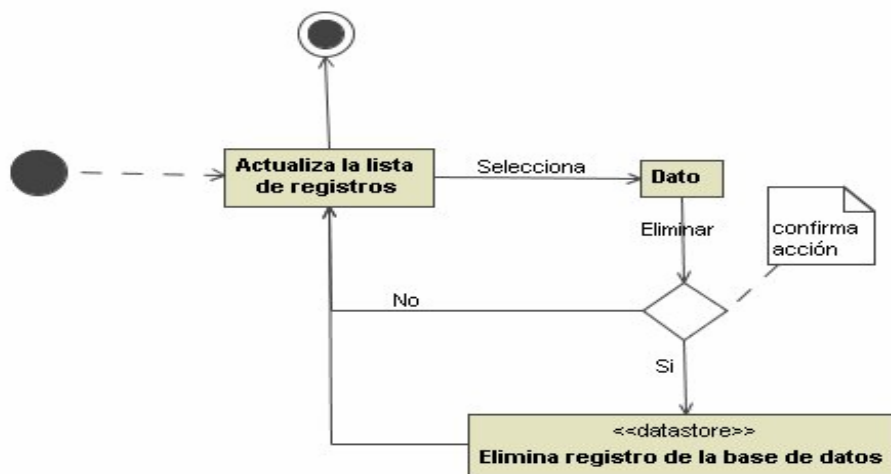 Actualiza la lista
de registros
Selecciona
Dato
Eliminar
confirma
acción
No
Si
<<datastore>>
Elimina registro de la base de datos